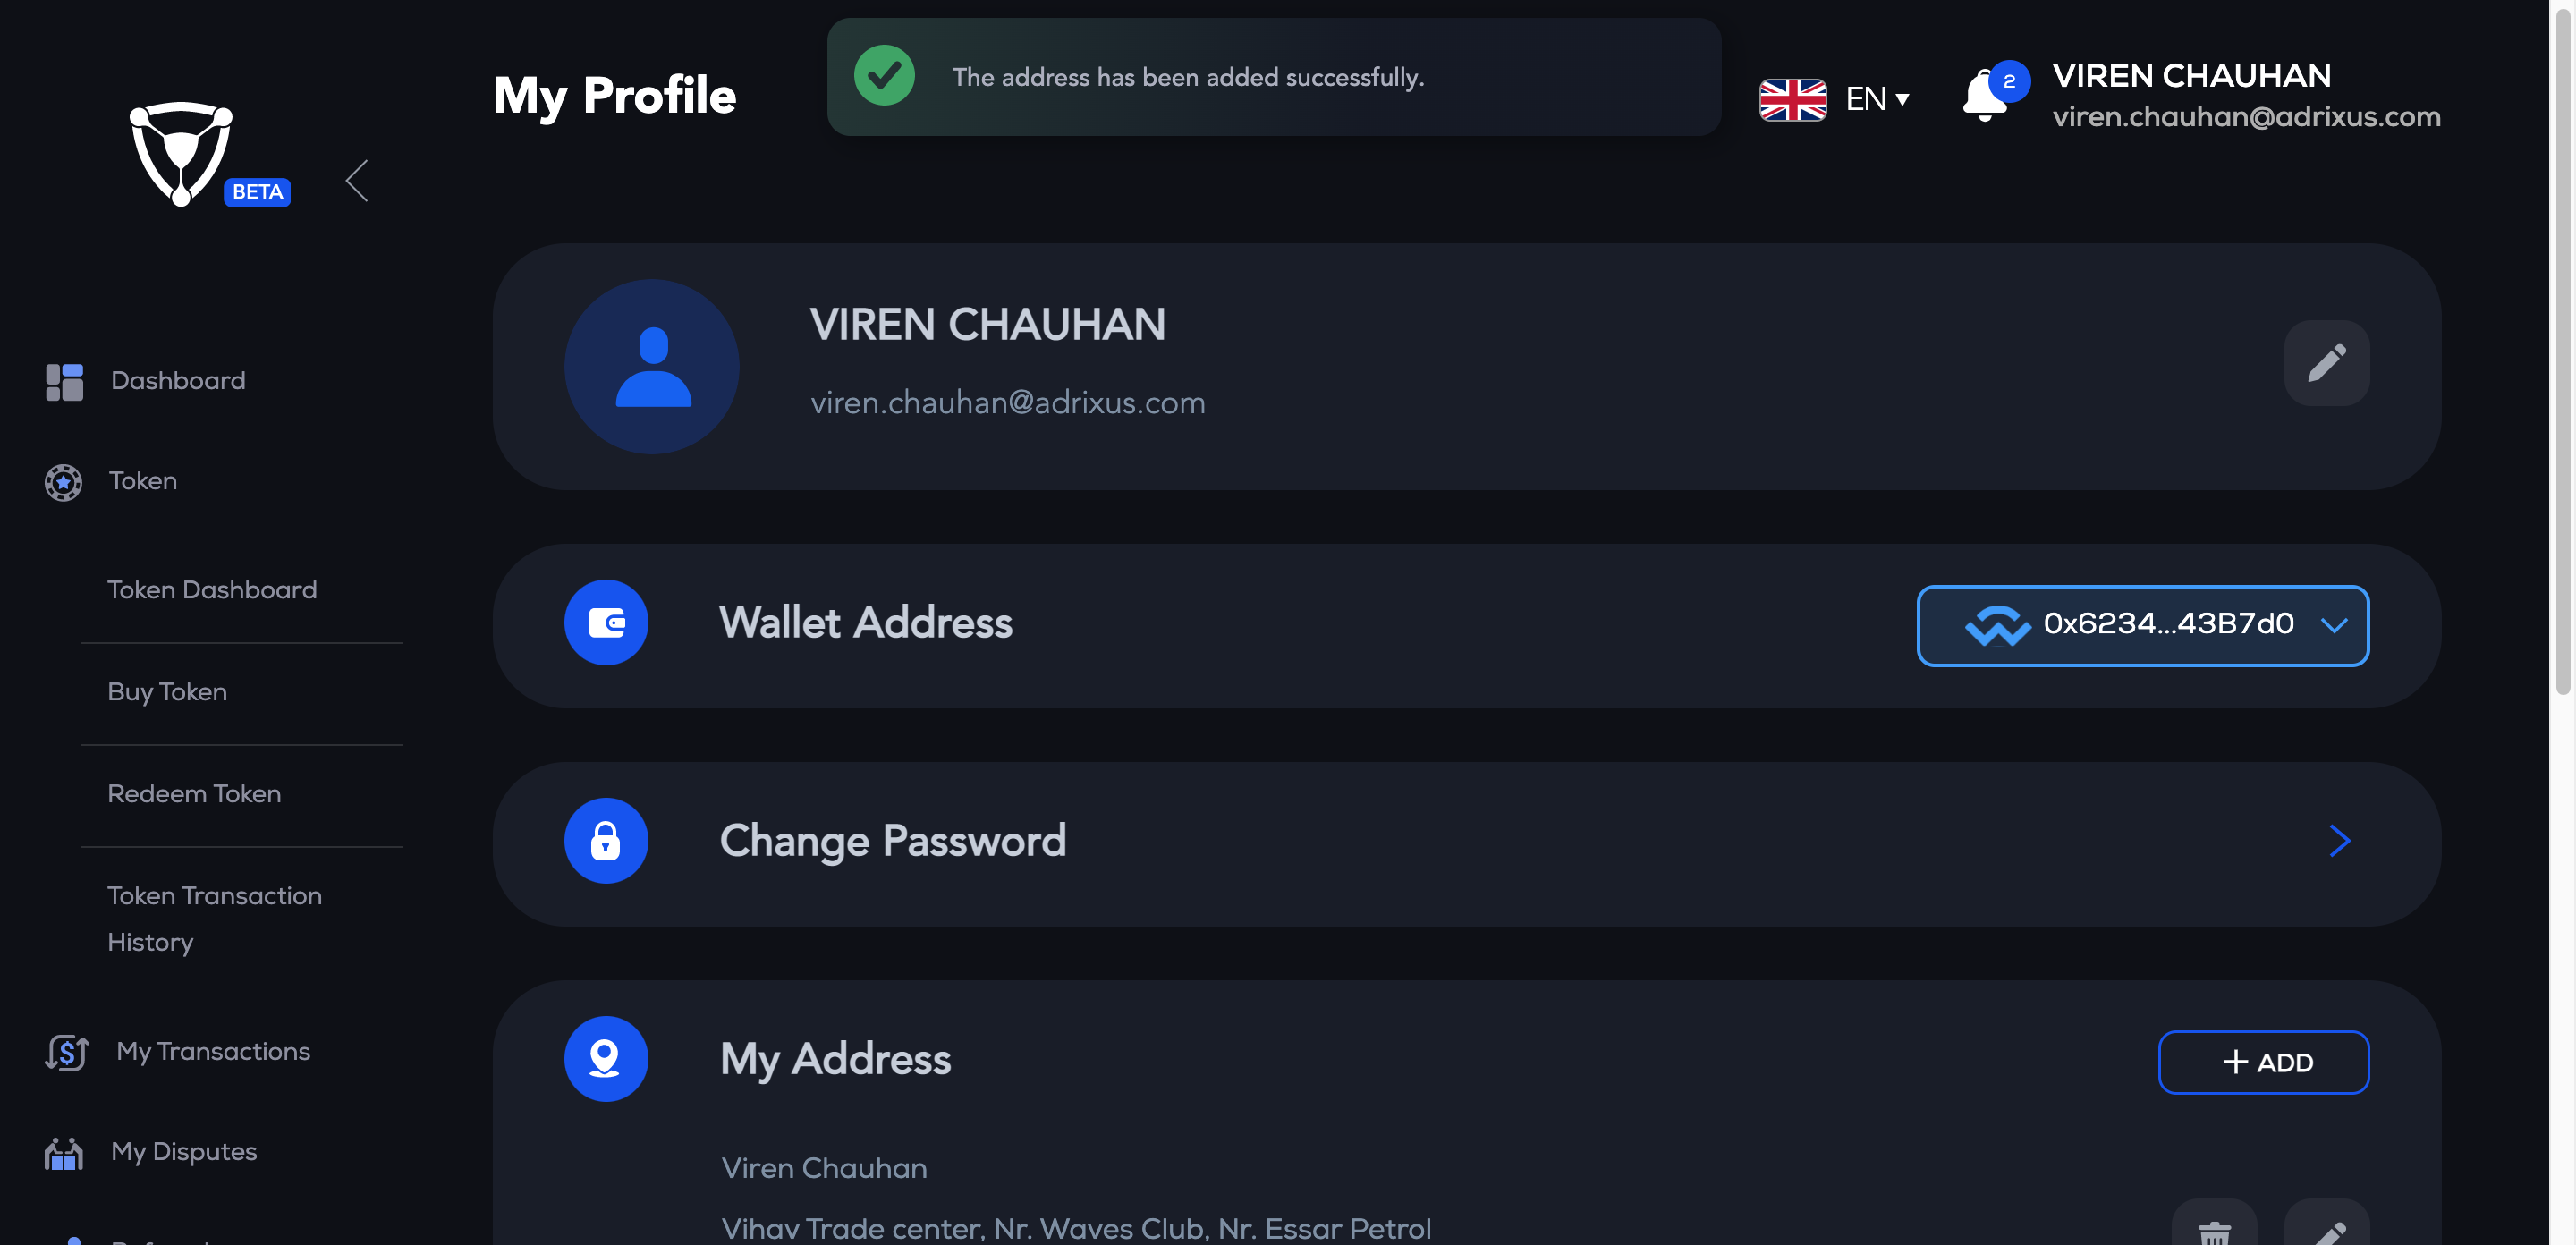 My Profile
The address has been added successfully.
EN
2
VIREN CHAUHAN
viren.chauhan@adrixus.com
BETA
Dashboard
Token
Token Dashboard
Buy Token
Redeem Token
Token Transaction
History
My Transactions
My Disputes
VIREN CHAUHAN
viren.chauhan@adrixus.com
Wallet Address
0x6234...43B7d0
Change Password
My Address
ADD
Viren Chauhan
Vihav Trade center, Nr. Waves Club, Nr. Essar Petrol